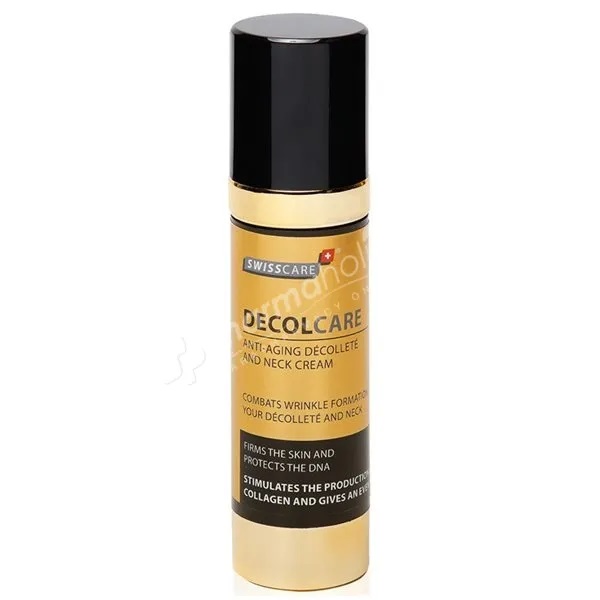 SWISSCARE
DECOLCARE
ANTI-AGING DÉCOLLETÉ
AND NECK CREAM
COMBATS WRINKLE FORMATION
YOUR DÉCOLLETÉ AND NECK
FIRMS THE SKIN AND
PROTECTS THE DNA
STIMULATES THE PRODUCTION
COLLAGEN AND GIVES AN EVE